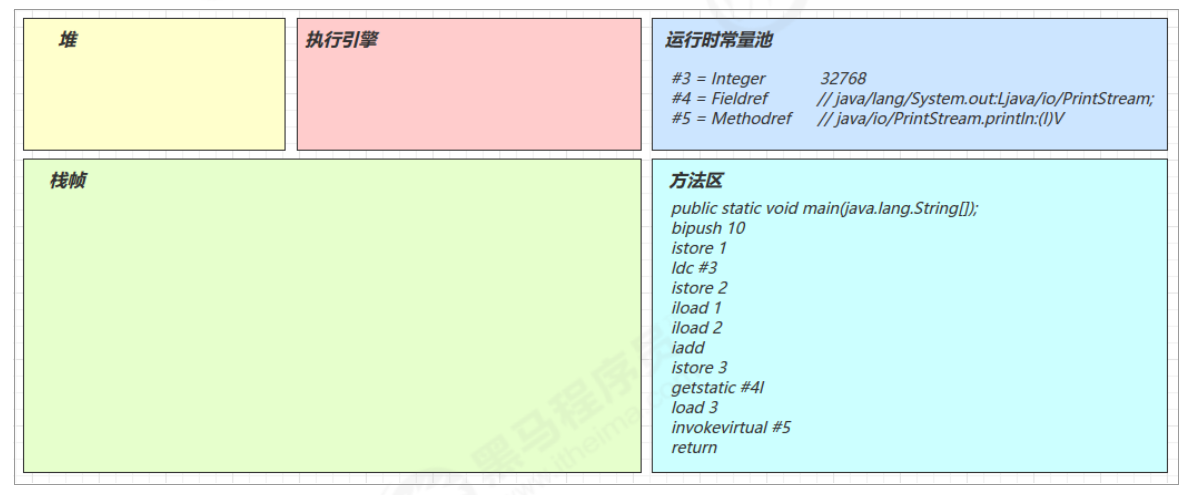 堆
执行引擎
运行时常量池
#3 = Integer 32768
#4 = Fieldref // java/lang/System.out:Ljava/io/PrintStream;
#5 = Methodref // java/io/PrintStream.println:(I)V
栈帧
方法区
public static void main(java.lang.String[]);
bipush 10
istore 1
ldc #3
istore 2
iload 1
iload 2
iadd
istore 3
getstatic #4I
load 3
invokevirtual #5
return
黑马程序员
www.itheima.com